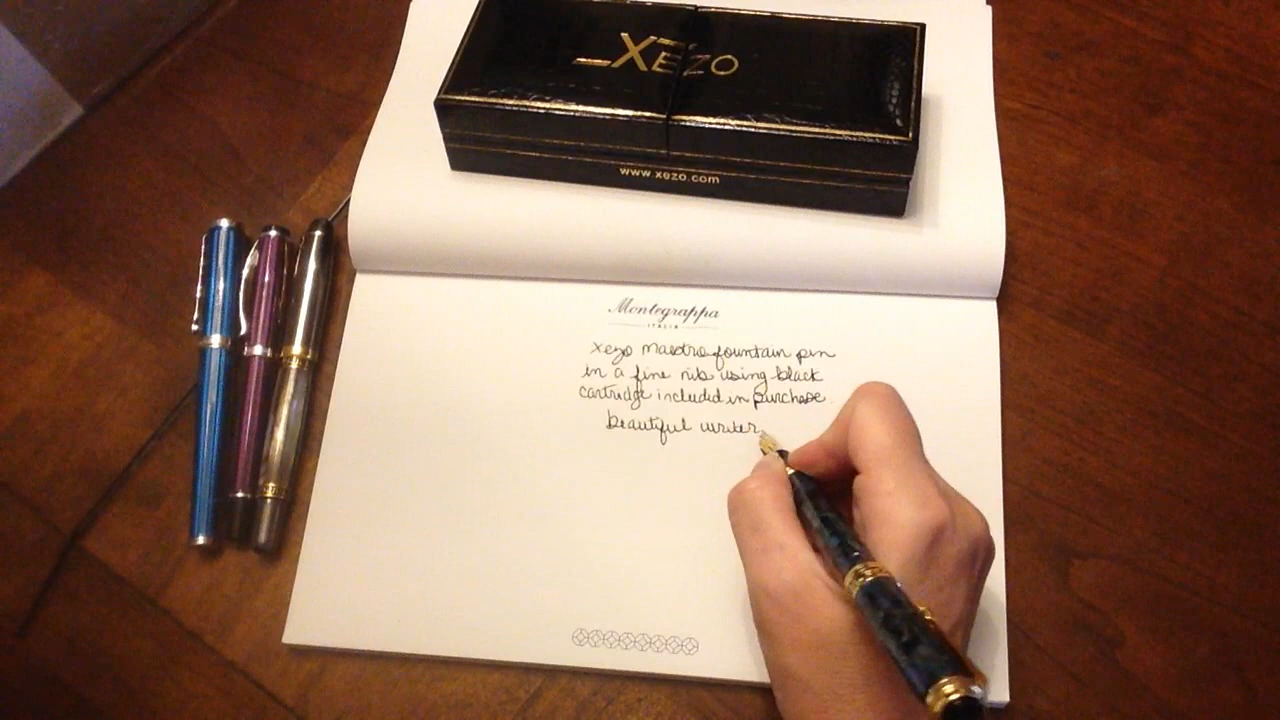 XEZO
www.xezo.com
Montegrappa
ITALIA
xezo maestro fountain pen
in a fine nib using black
cartridge included in purchase.
beautiful writer